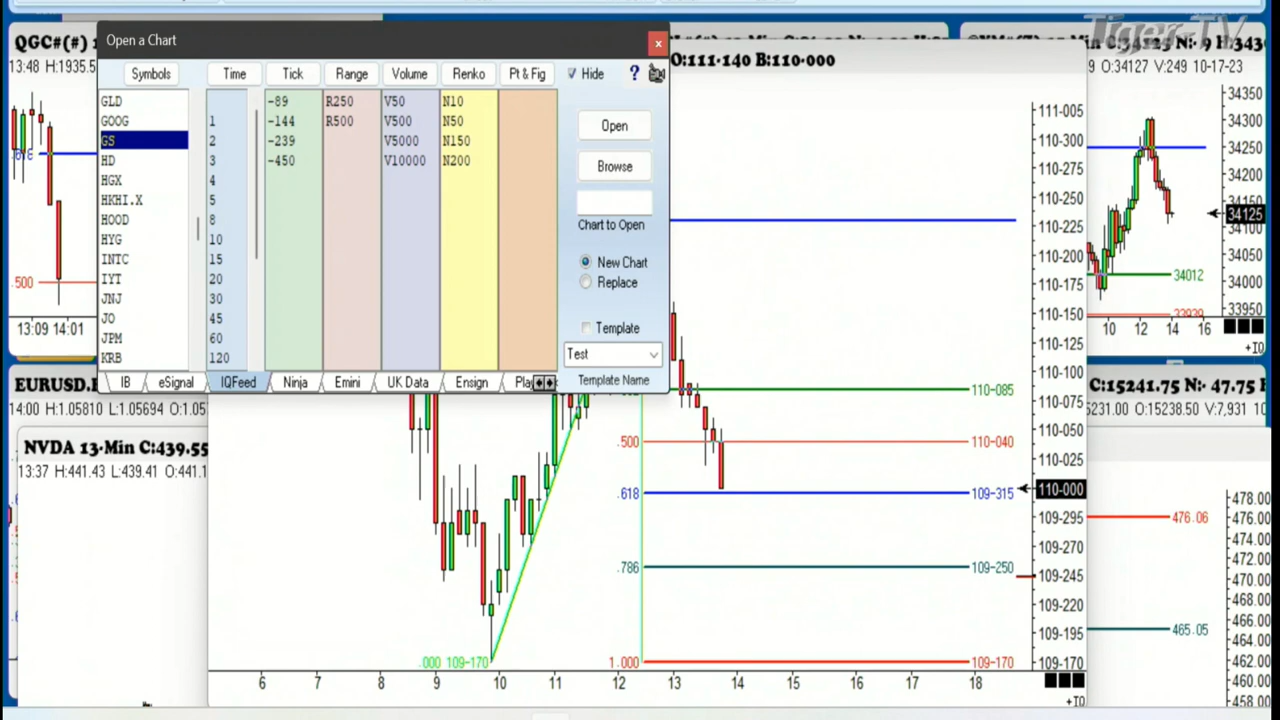 TigerTV
QGC#(#) 1
13:48 H:1935.5
.500
13:09 14:01
Open a Chart
x
Symbols
Time
Tick
Range
Volume
Renko
Pt & Fig
Hide
?
GLD
GOOG
GS
HD
HGX
HKHI.X
HOOD
HYG
INTC
IYT
JNJ
JO
JPM
KRB
1
2
3
4
5
8
10
15
20
30
45
60
120
-89
-144
-239
-450
R250
R500
V50
V500
V5000
V10000
N10
N50
N150
N200
Open
Browse
Chart to Open
New Chart
Replace
Template
Test
Template Name
IB
eSignal
IQFeed
Ninja
Emini
UK Data
Ensign
O:111-140 B:110-000
111-005
110-300
110-275
110-250
110-225
110-200
110-175
110-150
110-125
110-100
110-075
110-050
110-025
110-000
109-295
109-270
109-245
109-220
109-195
109-170
110-085
.500 110-040
.618 109-315
.786 109-250
.000 109-170
1.000 109-170
6 7 8 9 10 11 12 13 14 15 16 17 18
+IQ
C:34125 N:- 9 H:343
9 O:34127 V:249 10-17-23
34350
34300
34250
34200
34150
34125
34100
34050
34000
33950
34012
33939
10 12 14 16
+IQ
EURUSD.
14:00 H:1.05810 L:1.05694 O:1.05
NVDA 13-Min C:439.55
13:37 H:441.43 L:439.41 O:441.1
C:15241.75 N:- 47.75 H:
5231.00 O:15238.50 V:7,931 10
478.00
476.00
474.00
472.00
470.00
468.00
466.00
464.00
462.00
460.00
458.00
476.06
465.05